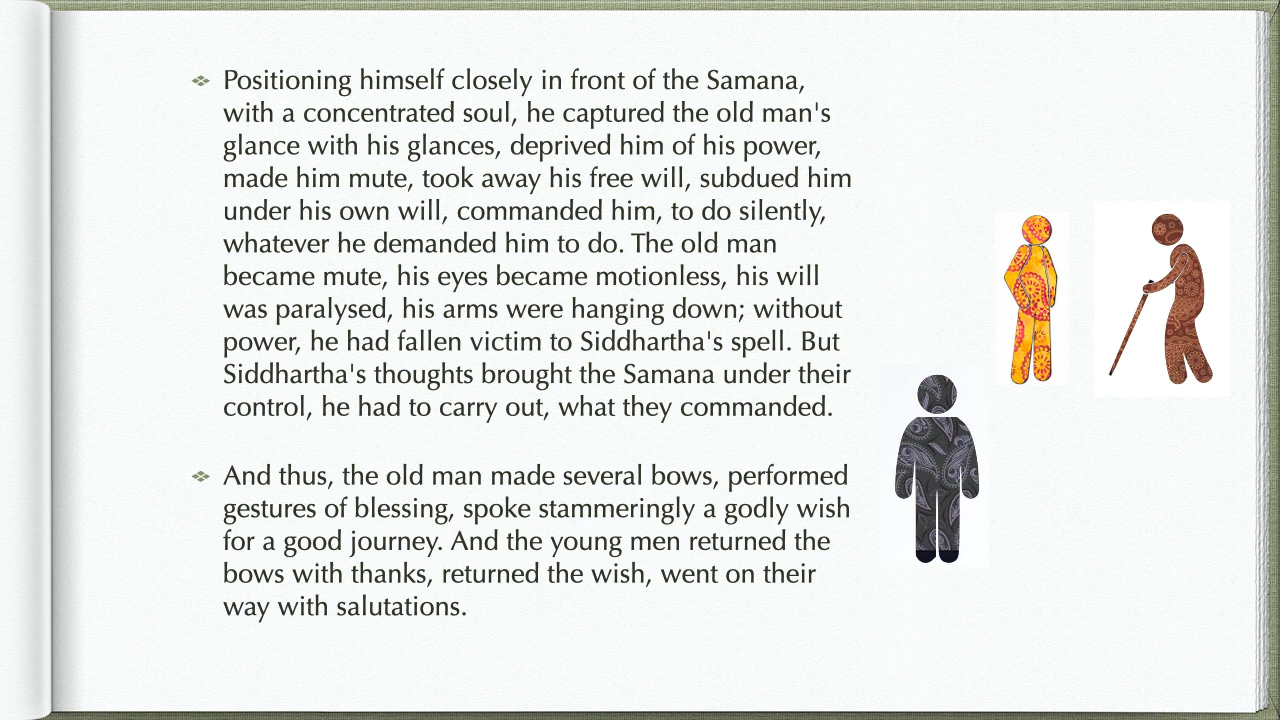 Positioning himself closely in front of the Samana,
with a concentrated soul, he captured the old man's
glance with his glances, deprived him of his power,
made him mute, took away his free will, subdued him
under his own will, commanded him, to do silently,
whatever he demanded him to do. The old man
became mute, his eyes became motionless, his will
was paralysed, his arms were hanging down; without
power, he had fallen victim to Siddhartha's spell. But
Siddhartha's thoughts brought the Samana under their
control, he had to carry out, what they commanded.
And thus, the old man made several bows, performed
gestures of blessing, spoke stammeringly a godly wish
for a good journey. And the young men returned the
bows with thanks, returned the wish, went on their
way with salutations.